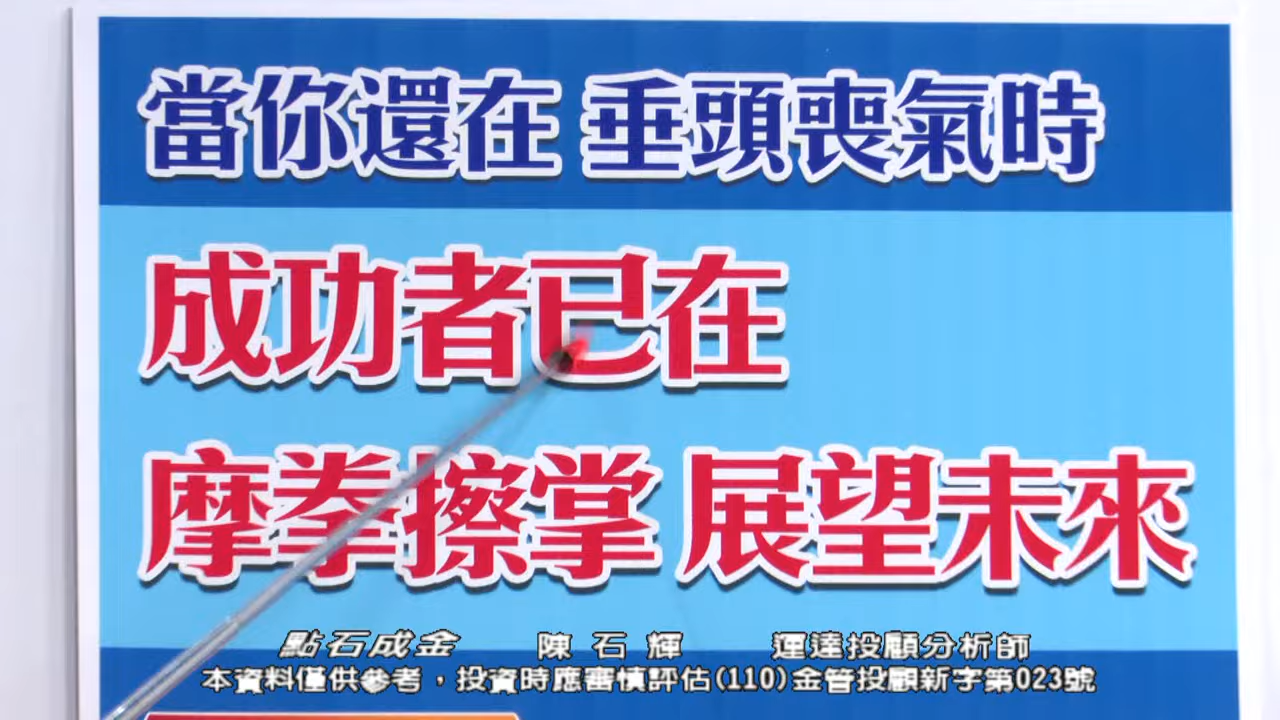 當你還在 垂頭喪氣時
成功者已在
摩拳擦掌 展望未來
點石成金 陳石輝 運達投顧分析師
本資料僅供參考，投資時應審慎評估(110)金管投顧新字第023號